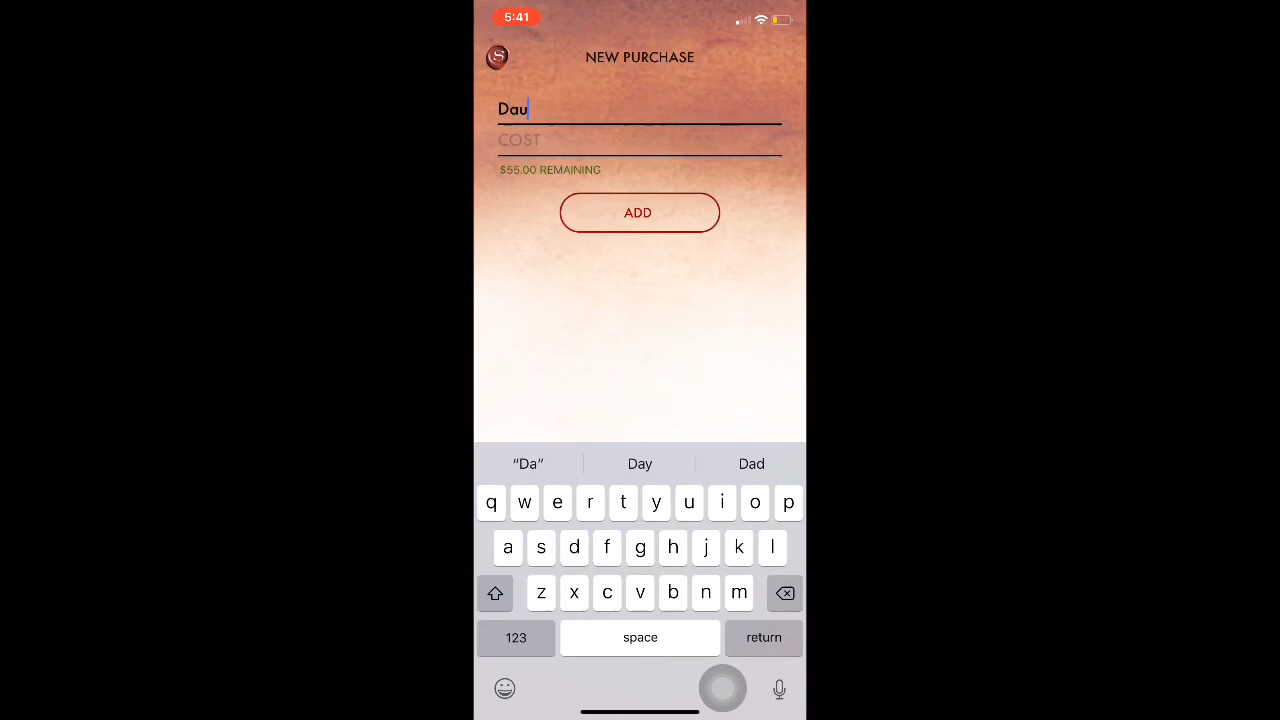 5:41
S
NEW PURCHASE
Dau
COST
$55.00 REMAINING
ADD
“Da” Day Dad
q w e r t y u i o p
a s d f g h j k l
z x c v b n m
123 space return